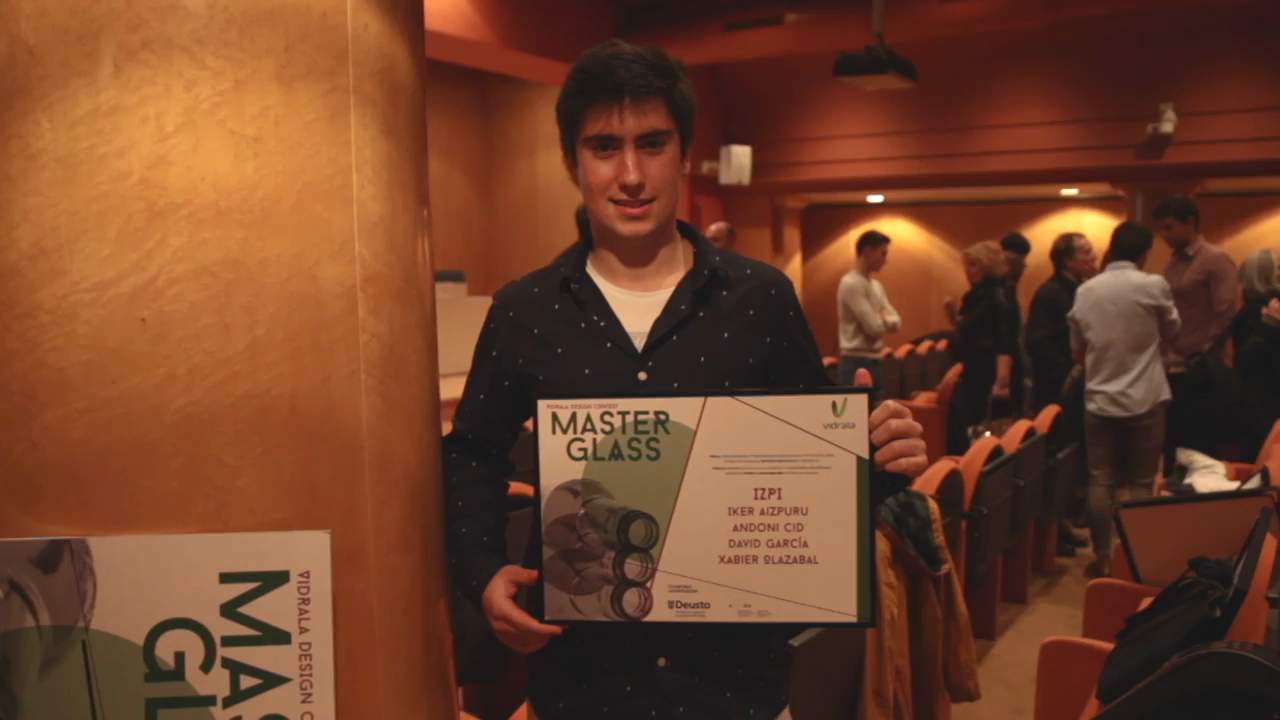 VIDRALA DESIGN CONTEST
MASTER
GLASS
vidrala
IZPI
IKER AIZPURU
ANDONI CID
DAVID GARCÍA
XABIER OLAZABAL
Deusto
VIDRALA DESIGN C
MAS
GL